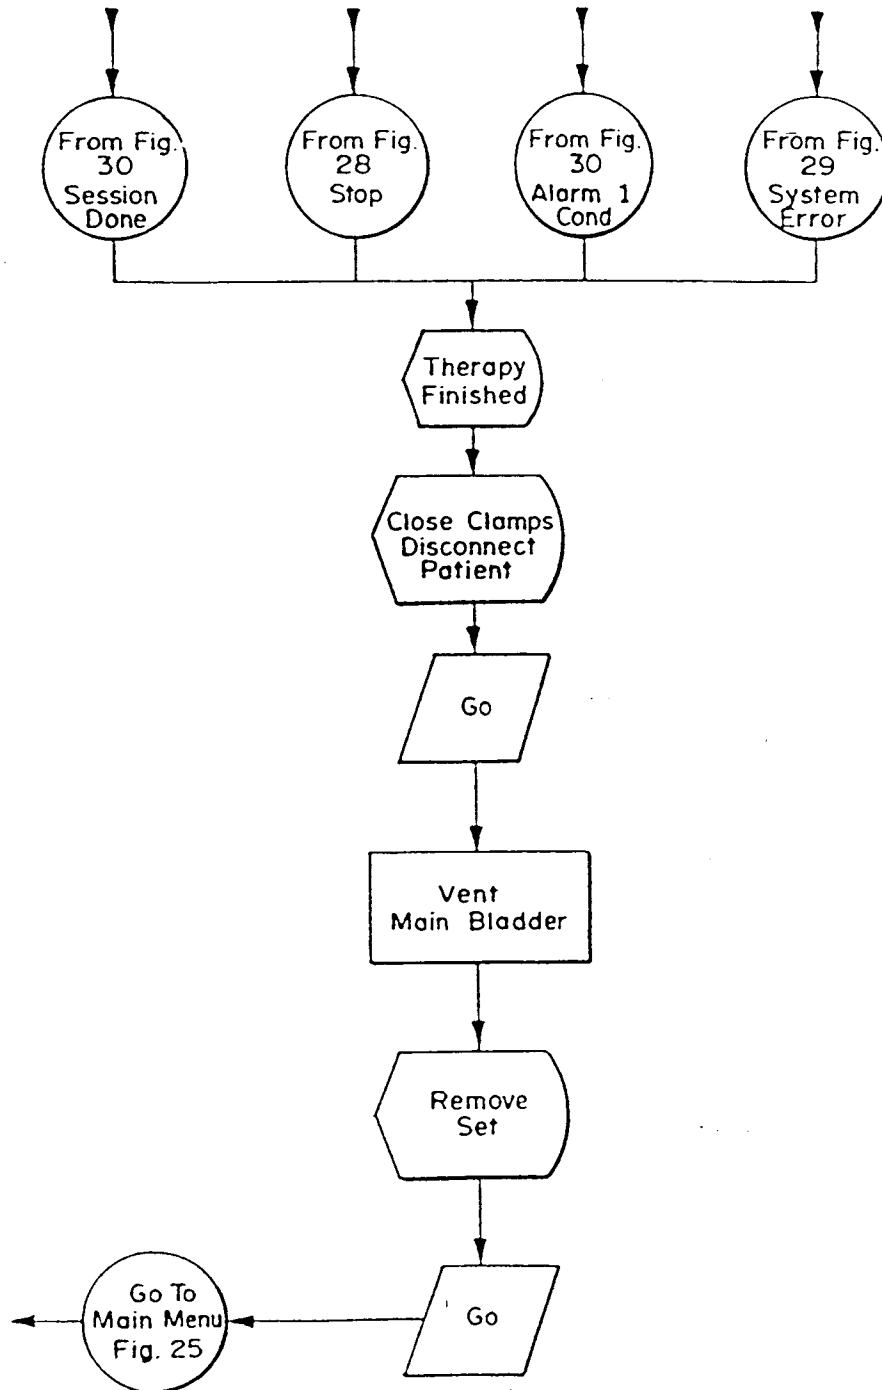 From Fig.
30
Session
Done
From Fig.
28
Stop
From Fig.
30
Alarm 1
Cond
From Fig.
29
System
Error
Therapy
Finished
Close Clamps
Disconnect
Patient
Go
Vent
Main Bladder
Remove
Set
Go
Go To
Main Menu
Fig. 25